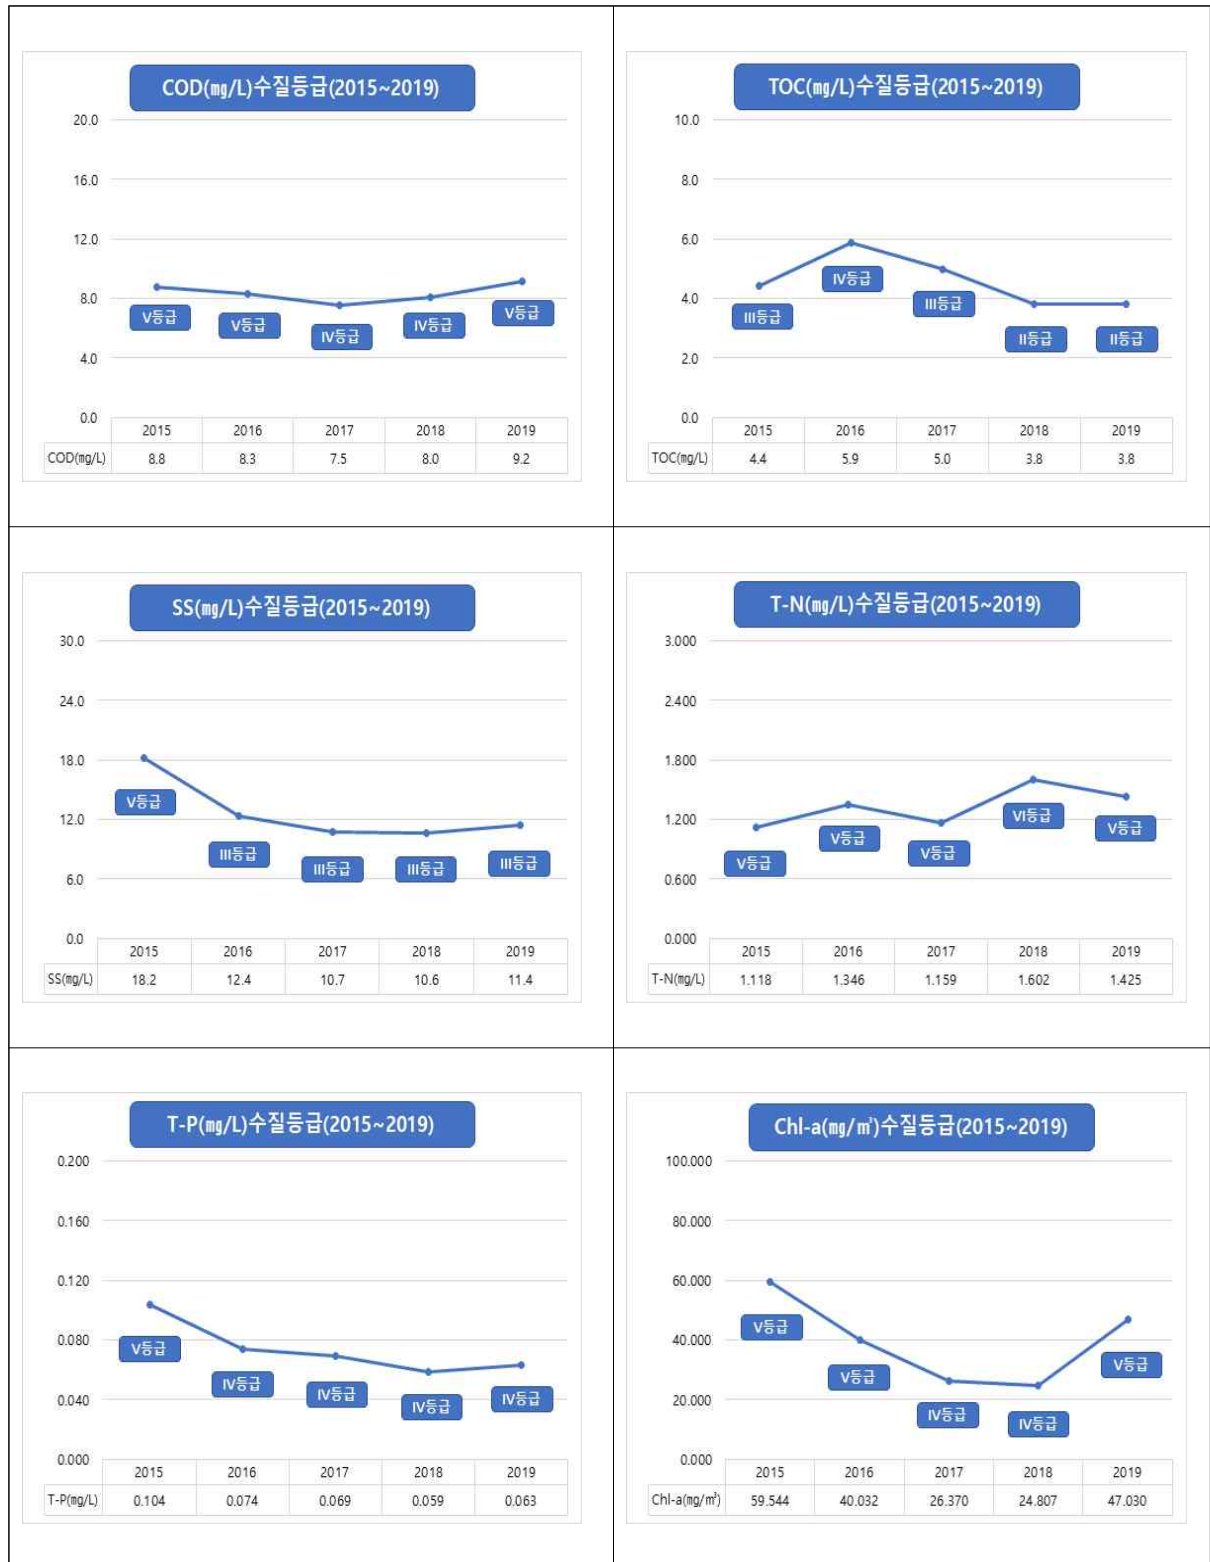 COD(㎎/L)수질등급(2015~2019)
20.0
16.0
12.0
8.0
4.0
0.0
V등급
V등급
IV등급
IV등급
V등급
2015 2016 2017 2018 2019
COD(㎎/L) 8.8 8.3 7.5 8.0 9.2
TOC(㎎/L)수질등급(2015~2019)
10.0
8.0
6.0
4.0
2.0
0.0
III등급
IV등급
III등급
II등급
II등급
2015 2016 2017 2018 2019
TOC(㎎/L) 4.4 5.9 5.0 3.8 3.8
SS(㎎/L)수질등급(2015~2019)
30.0
24.0
18.0
12.0
6.0
0.0
V등급
III등급
III등급
III등급
III등급
2015 2016 2017 2018 2019
SS(㎎/L) 18.2 12.4 10.7 10.6 11.4
T-N(㎎/L)수질등급(2015~2019)
3.000
2.400
1.800
1.200
0.600
0.000
V등급
V등급
V등급
VI등급
V등급
2015 2016 2017 2018 2019
T-N(㎎/L) 1.118 1.346 1.159 1.602 1.425
T-P(㎎/L)수질등급(2015~2019)
0.200
0.160
0.120
0.080
0.040
0.000
V등급
IV등급
IV등급
IV등급
IV등급
2015 2016 2017 2018 2019
T-P(㎎/L) 0.104 0.074 0.069 0.059 0.063
Chl-a(㎎/㎥)수질등급(2015~2019)
100.000
80.000
60.000
40.000
20.000
0.000
V등급
V등급
IV등급
IV등급
V등급
2015 2016 2017 2018 2019
Chl-a(㎎/㎥) 59.544 40.032 26.370 24.807 47.030